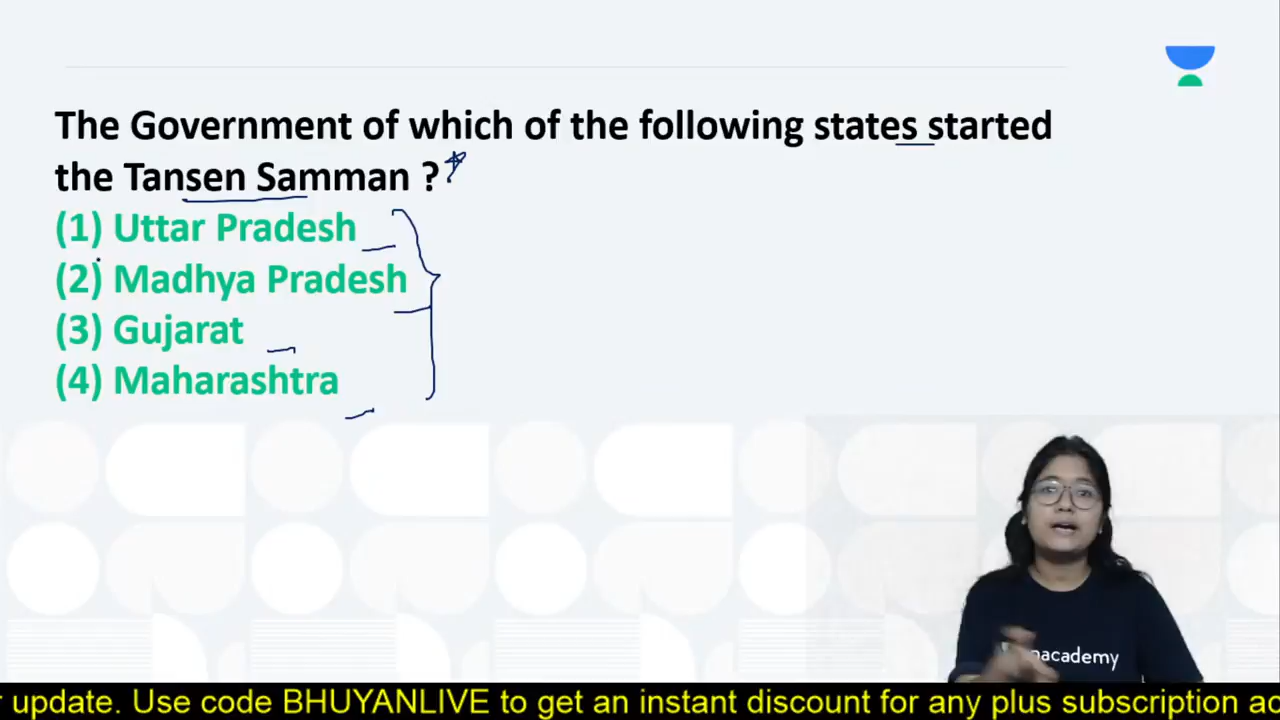 The Government of which of the following states started
the Tansen Samman ?
(1) Uttar Pradesh
(2) Madhya Pradesh
(3) Gujarat
(4) Maharashtra
nacademy
update. Use code BHUYANLIVE to get an instant discount for any plus subscription